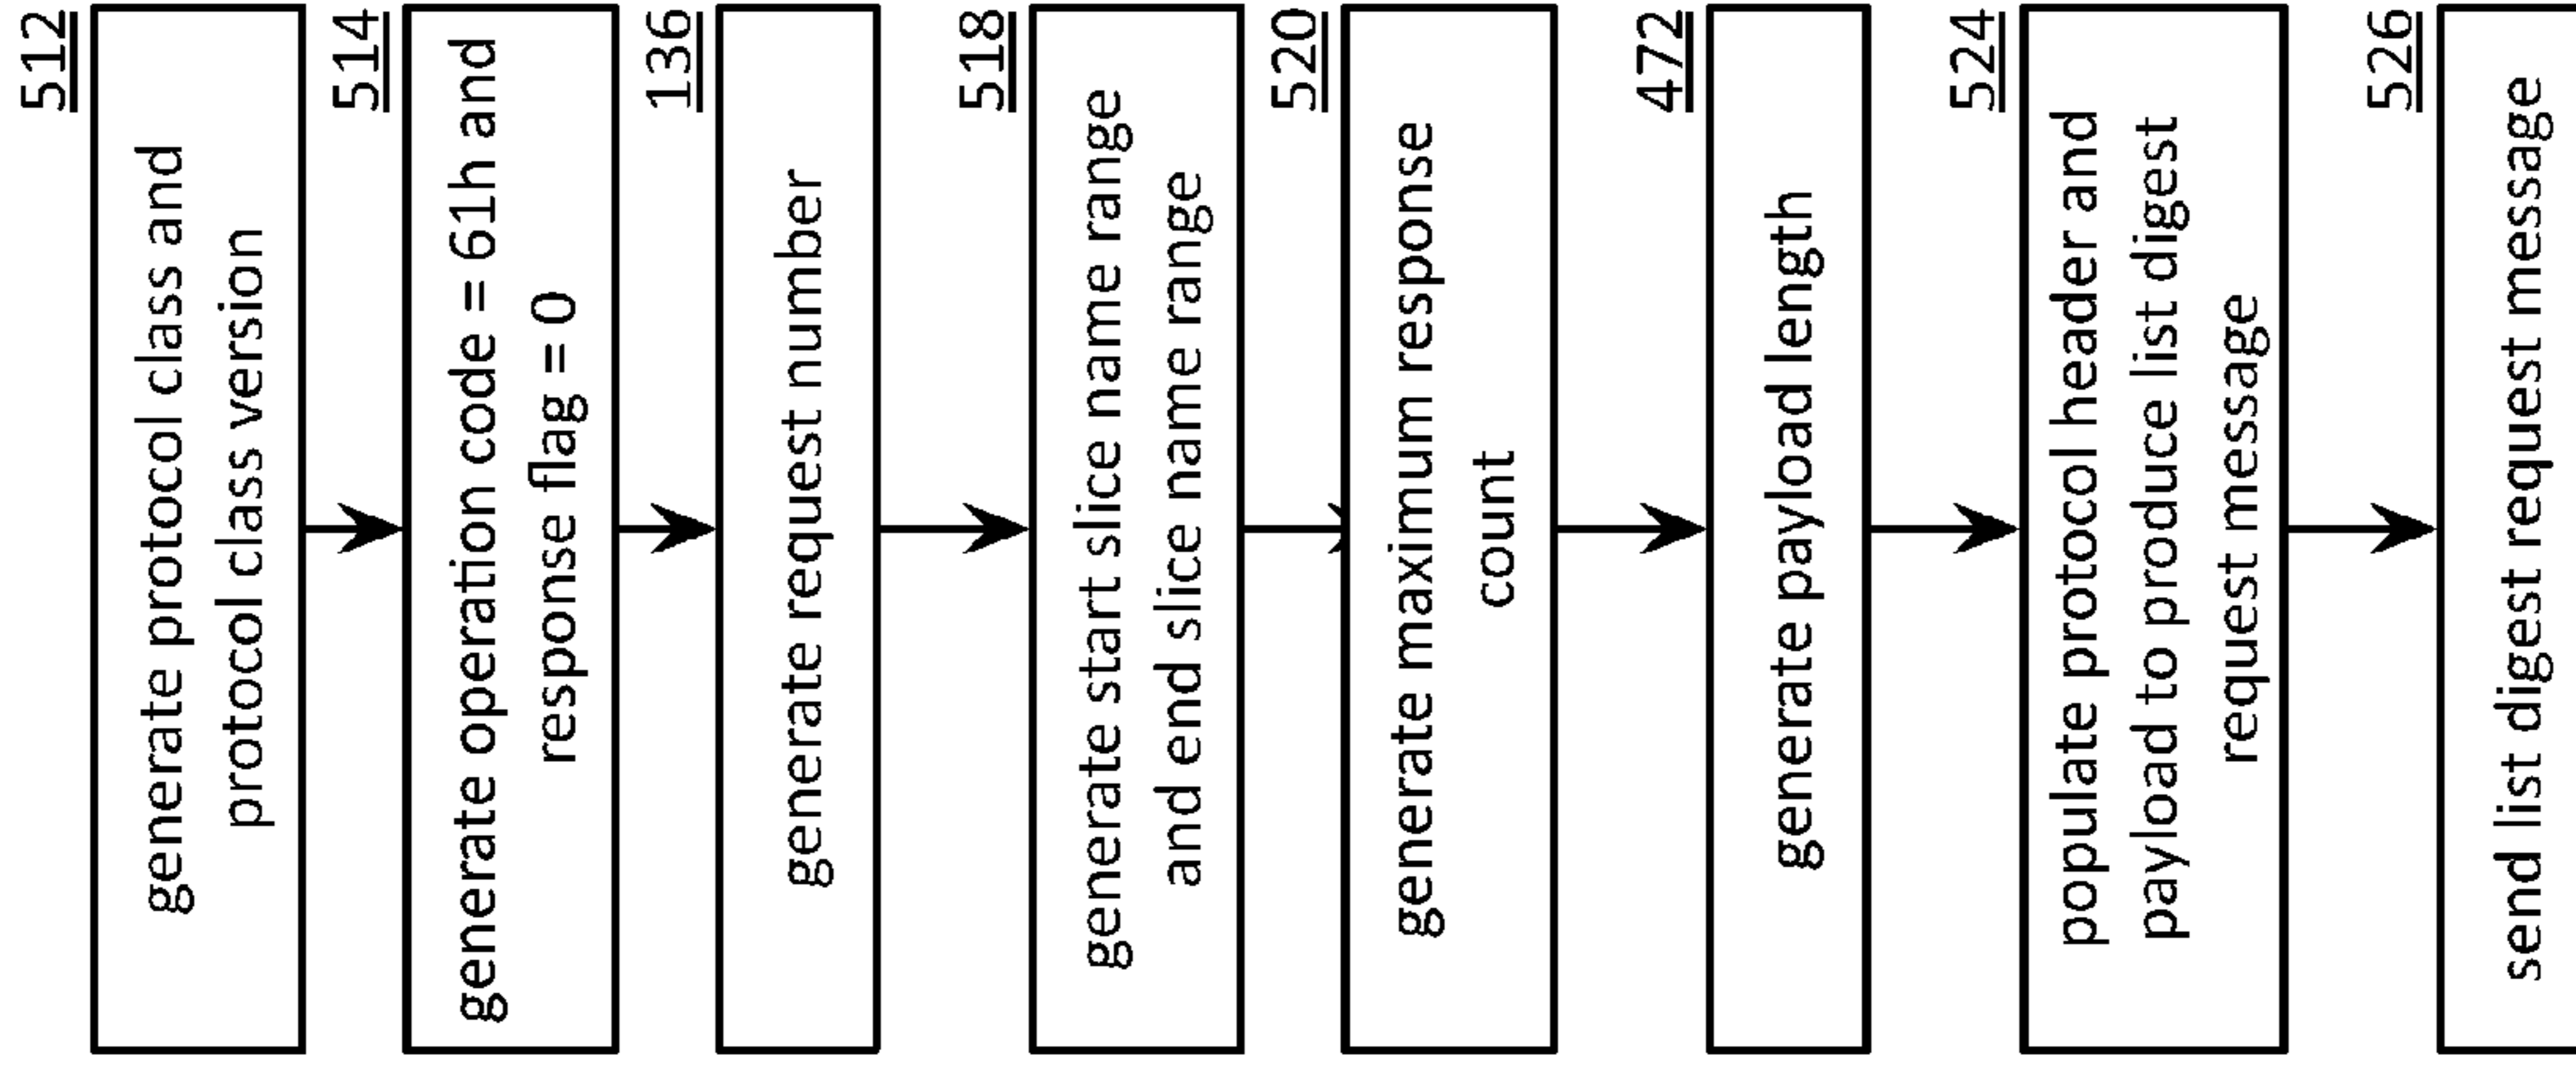 512
generate protocol class and
protocol class version
514
generate operation code = 61h and
response flag = 0
136
generate request number
518
generate start slice name range
and end slice name range
520
generate maximum response
count
472
generate payload length
524
populate protocol header and
payload to produce list digest
request message
526
send list digest request message